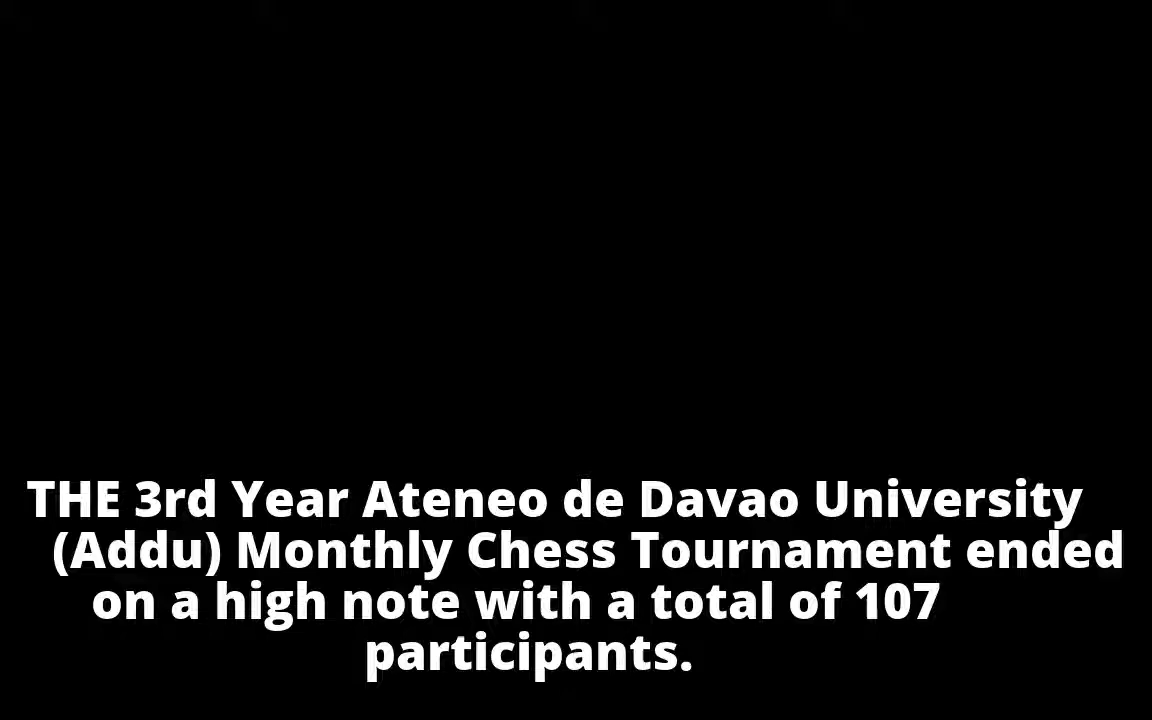 THE 3rd Year Ateneo de Davao University
(Addu) Monthly Chess Tournament ended
on a high note with a total of 107
participants.